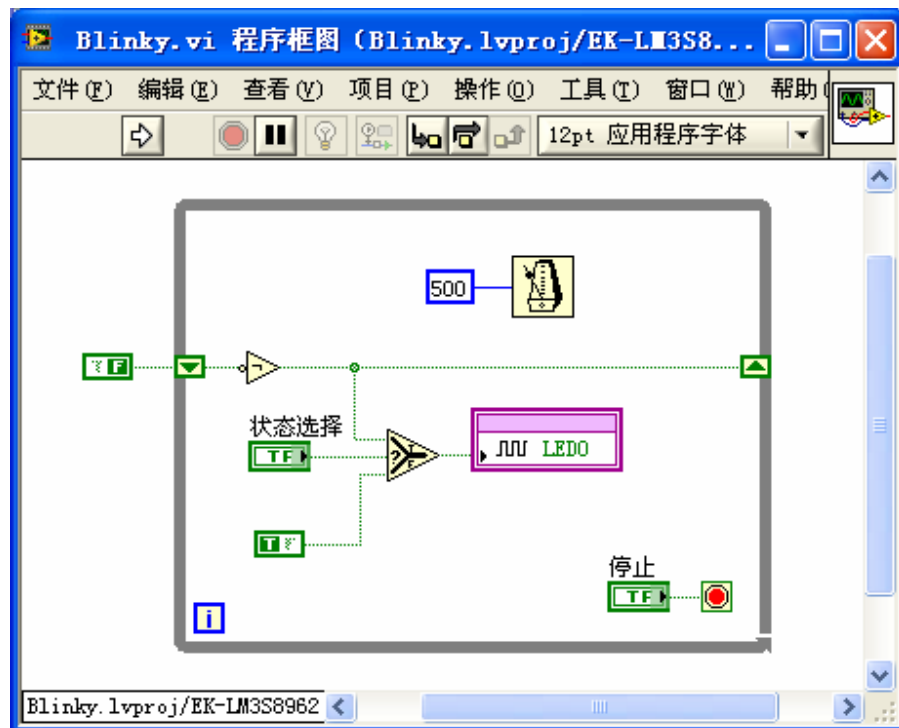 Blinky.vi 程序框图 (Blinky.lvproj/EK-LM3S8...
文件(F) 编辑(E) 查看(V) 项目(P) 操作(O) 工具(T) 窗口(W) 帮助(
12pt 应用程序字体
500
F
状态选择
TF
? T F
LED0
T
停止
TF
i
Blinky.lvproj/EK-LM3S8962